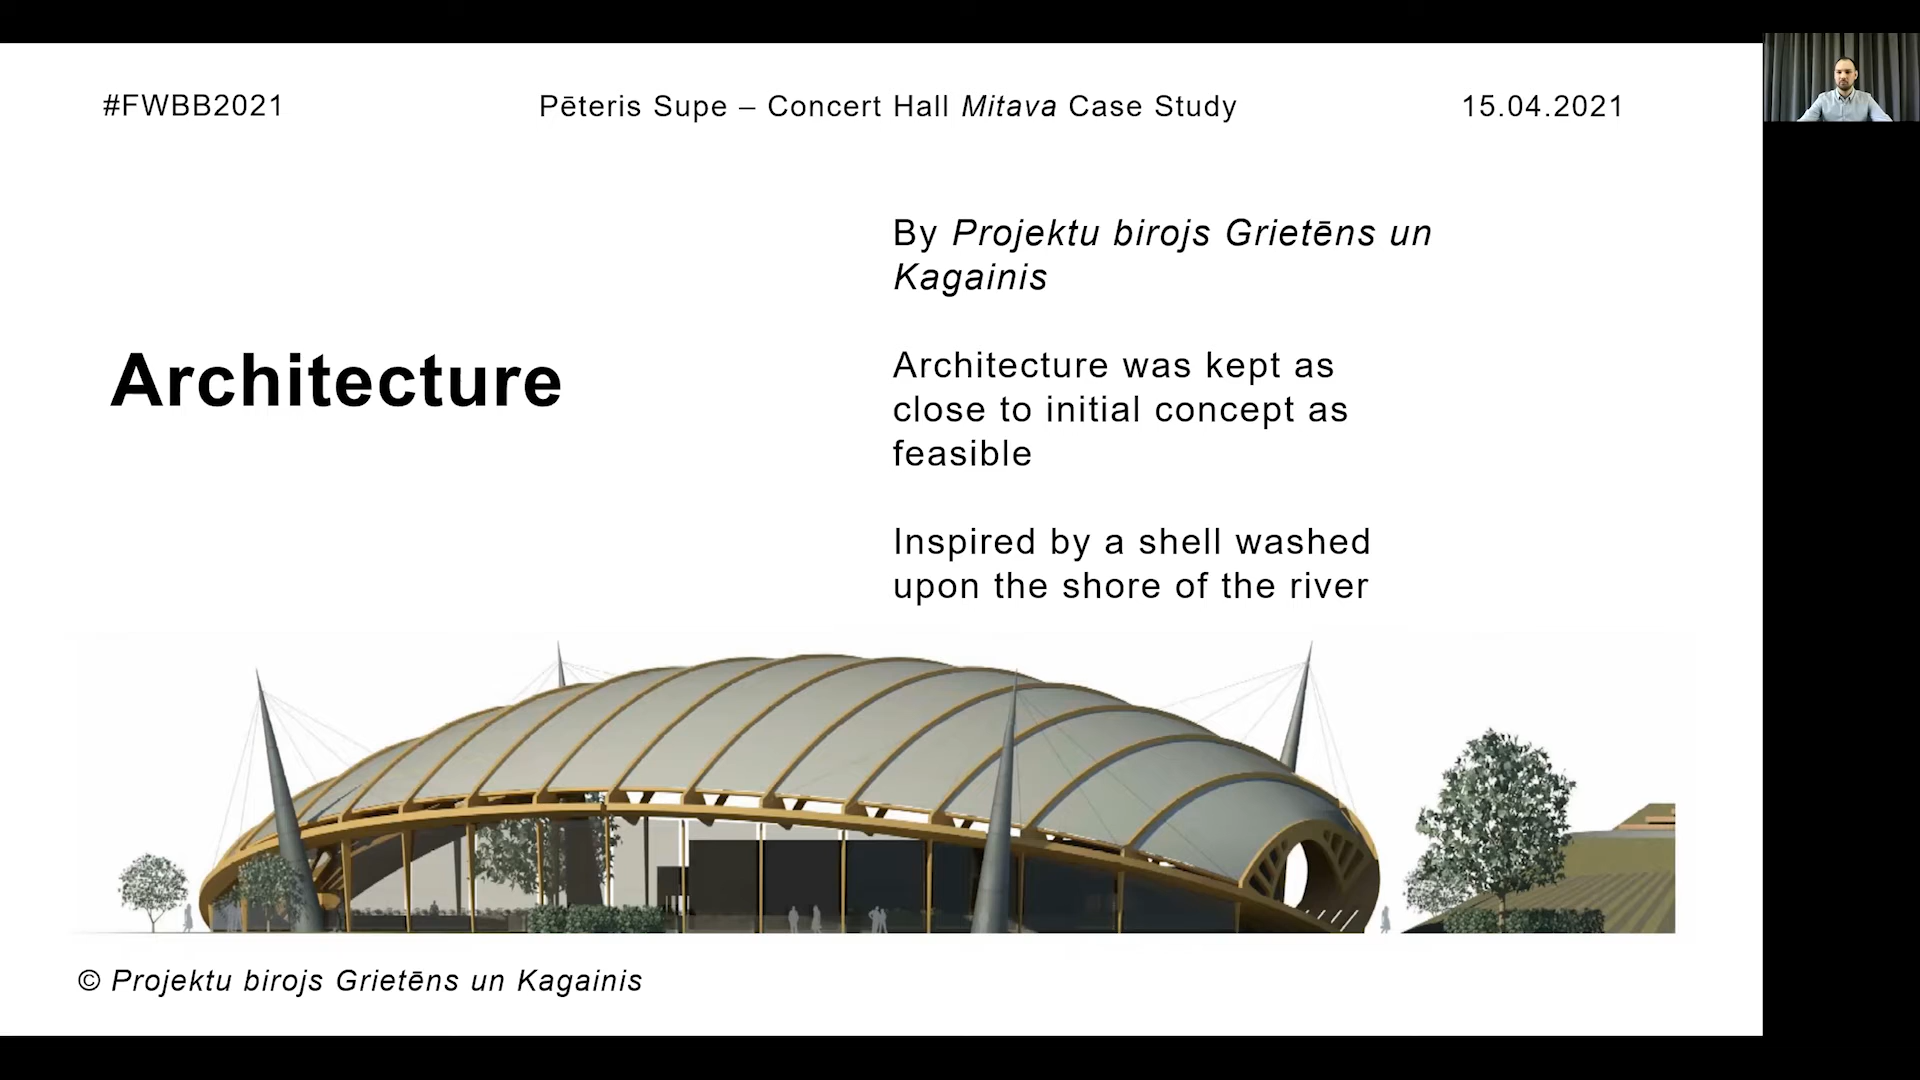 #FWBB2021
Pēteris Supe – Concert Hall Mitava Case Study
15.04.2021
By Projektu birojs Grietēns un
Kagainis
Architecture
Architecture was kept as
close to initial concept as
feasible
Inspired by a shell washed
upon the shore of the river
© Projektu birojs Grietēns un Kagainis